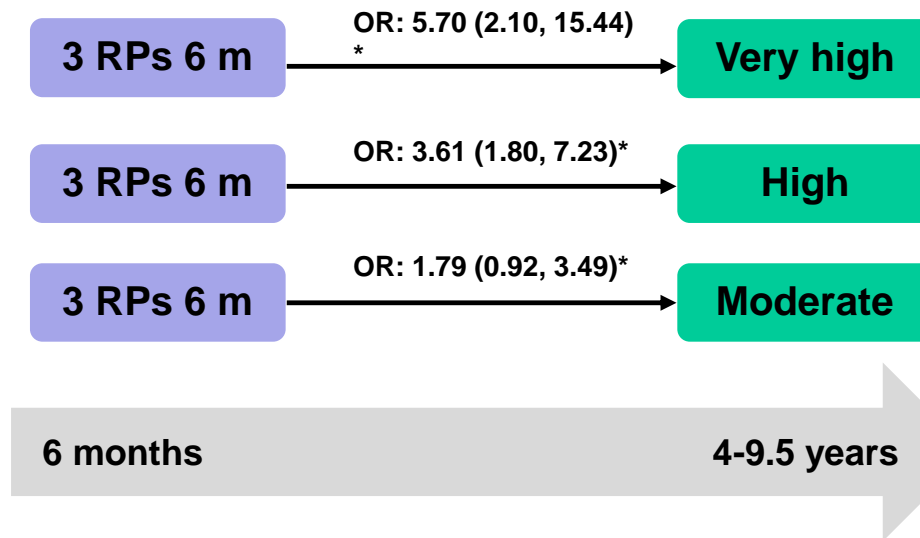 OR: 5.70 (2.10, 15.44)
*
3 RPs 6 m
Very high
OR: 3.61 (1.80, 7.23)*
3 RPs 6 m
High
OR: 1.79 (0.92, 3.49)*
3 RPs 6 m
Moderate
6 months
4-9.5 years